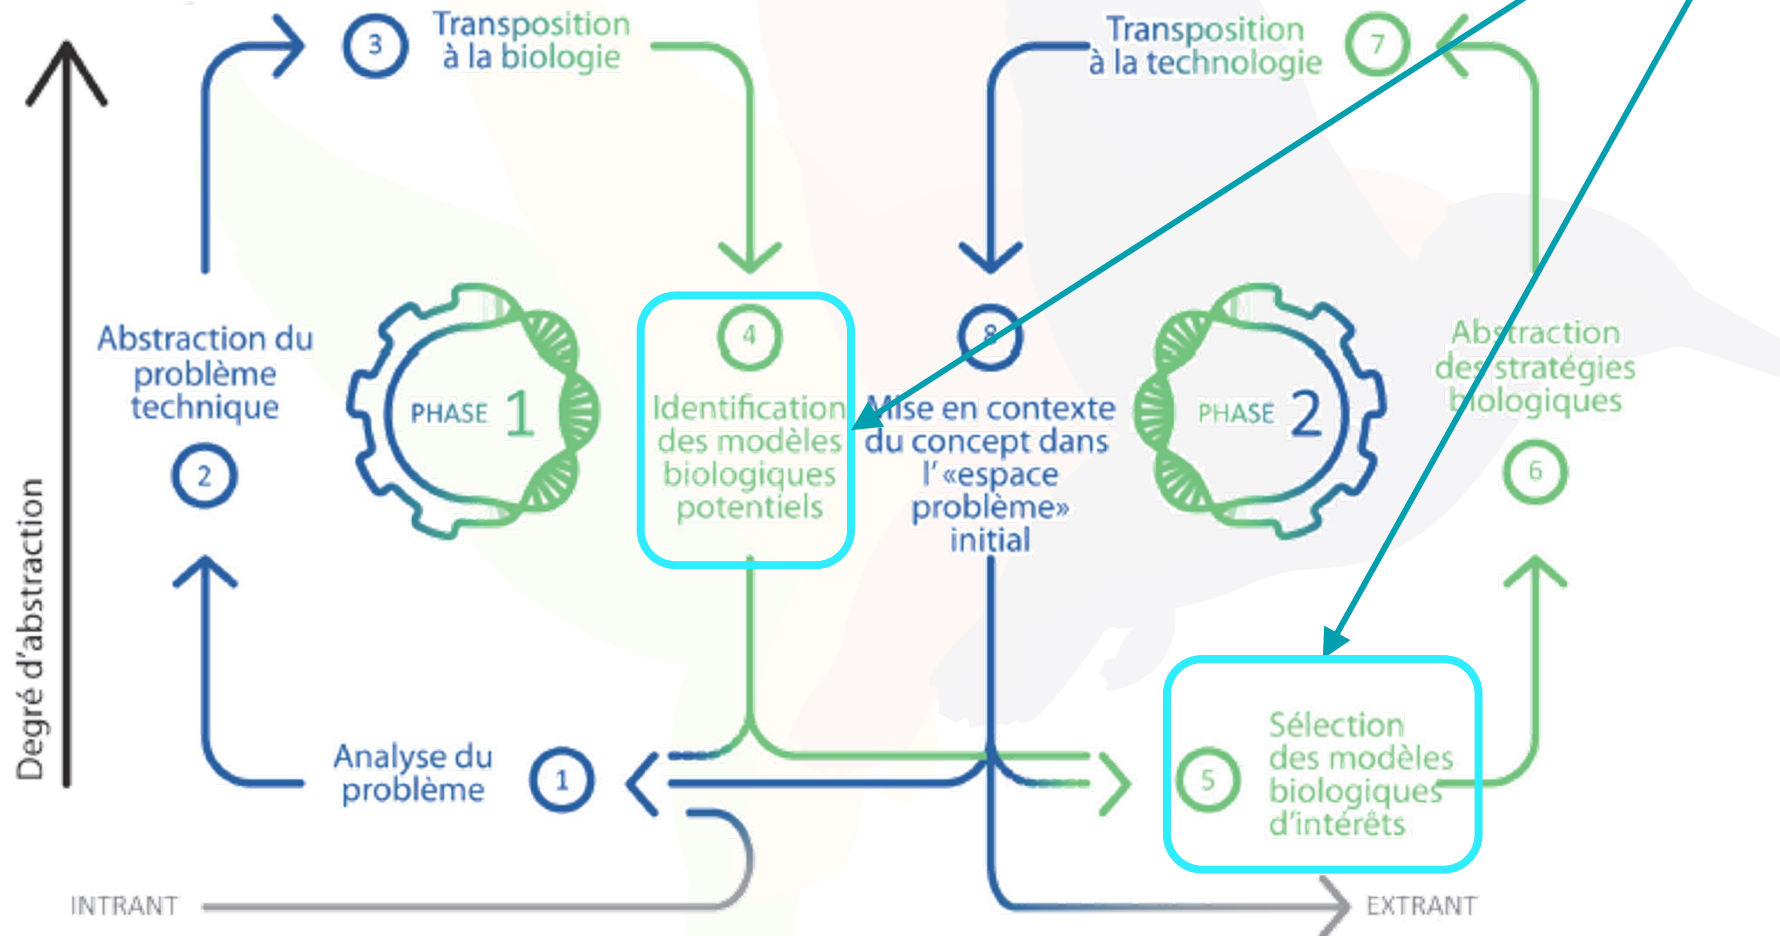 Degré d'abstraction
3
Transposition
à la biologie
Transposition
à la technologie
7
Abstraction du
problème
technique
2
PHASE 1
4
Identification
des modèles
biologiques
potentiels
8
Mise en contexte
du concept dans
l'«espace
problème»
initial
PHASE 2
Abstraction
des stratégies
biologiques
6
Analyse du
problème
1
5
Sélection
des modèles
biologiques
d'intérêts
INTRANT
EXTRANT